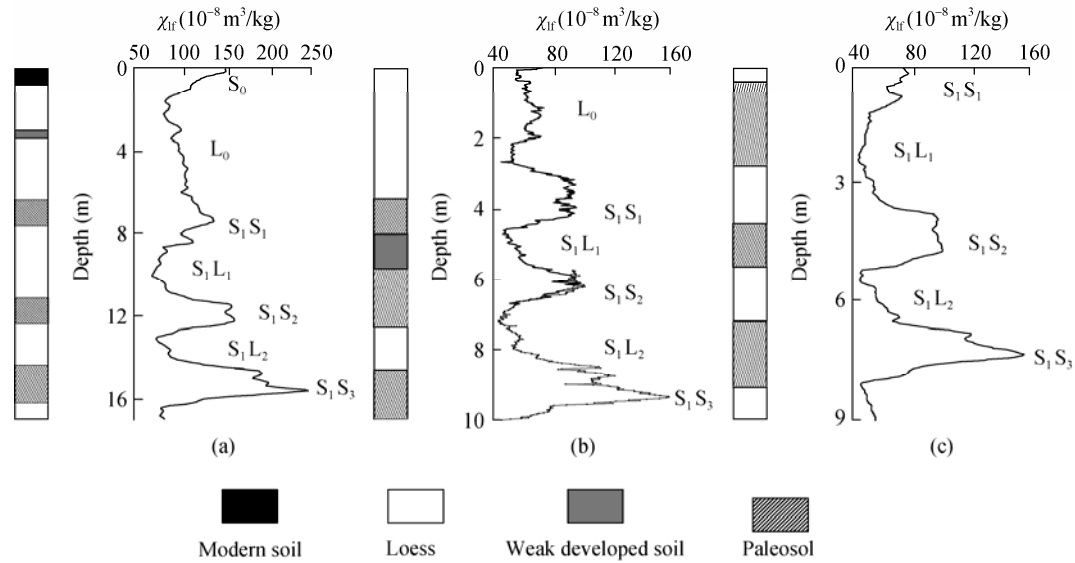 χlf (10⁻⁸ m³/kg)
50 100 150 200 250
0
4
8
12
16
Depth (m)
S₀
L₀
S₁S₁
S₁L₁
S₁S₂
S₁L₂
S₁S₃
(a)
χlf (10⁻⁸ m³/kg)
40 80 120 160
0
2
4
6
8
10
Depth (m)
L₀
S₁S₁
S₁L₁
S₁S₂
S₁L₂
S₁S₃
(b)
χlf (10⁻⁸ m³/kg)
40 80 120 160
0
3
6
9
Depth (m)
S₁S₁
S₁L₁
S₁S₂
S₁L₂
S₁S₃
(c)
Modern soil
Loess
Weak developed soil
Paleosol